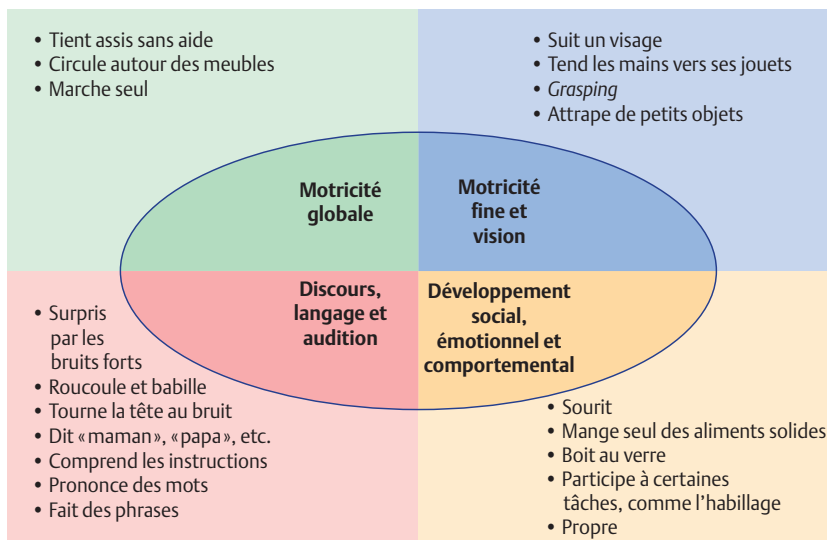 • Tient assis sans aide
• Circule autour des meubles
• Marche seul
• Suit un visage
• Tend les mains vers ses jouets
• Grasping
• Attrape de petits objets
Motricité
globale
Motricité
fine et
vision
Discours,
langage et
audition
Développement
social,
émotionnel et
comportemental
• Surpris
par les
bruits forts
• Roucoule et babille
• Tourne la tête au bruit
• Dit «maman», «papa», etc.
• Comprend les instructions
• Prononce des mots
• Fait des phrases
• Sourit
• Mange seul des aliments solides
• Boit au verre
• Participe à certaines
tâches, comme l’habillage
• Propre